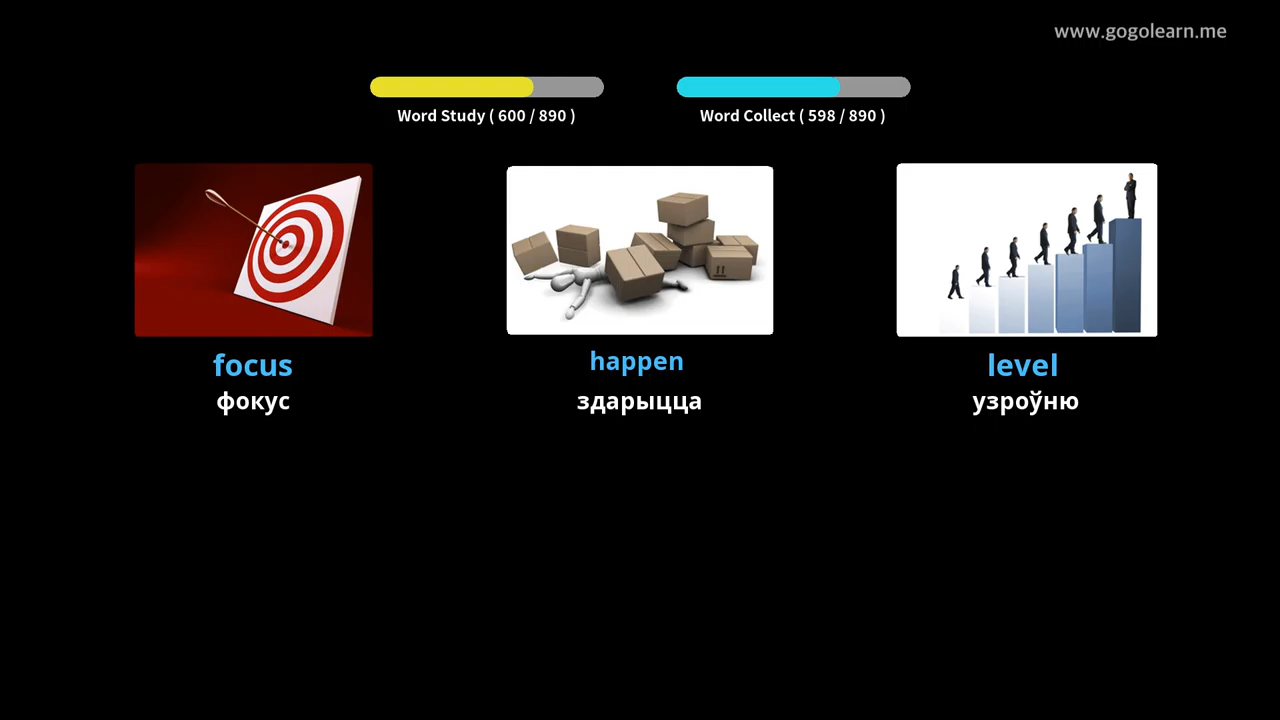 www.gogolearn.me
Word Study ( 600 / 890 )
Word Collect ( 598 / 890 )
focus
фокус
happen
здарыцца
level
узроўню